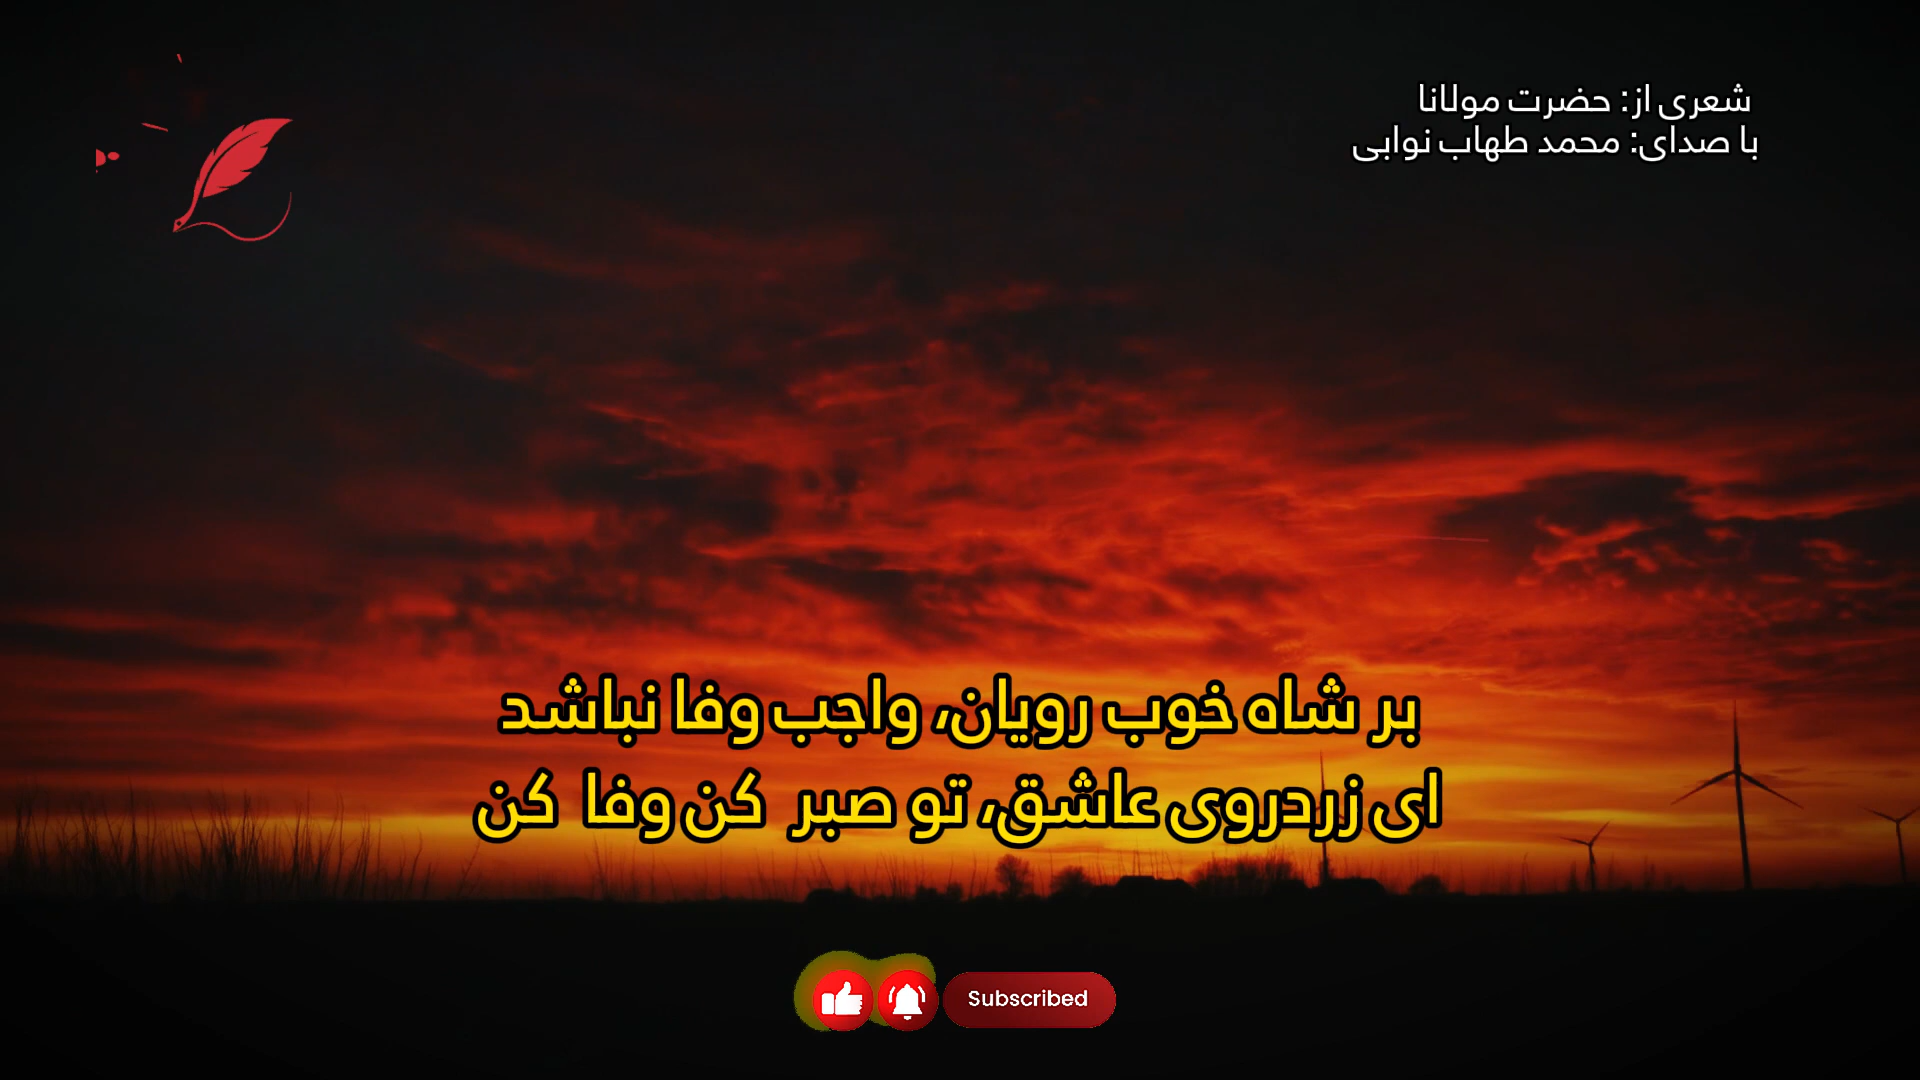 شعری از: حضرت مولانا
با صدای: محمد طهاب نوابی
بر شاه خوب رویان، واجب وفا نباشد
ای زردروی عاشق، تو صبر کن وفا کن
Subscribed